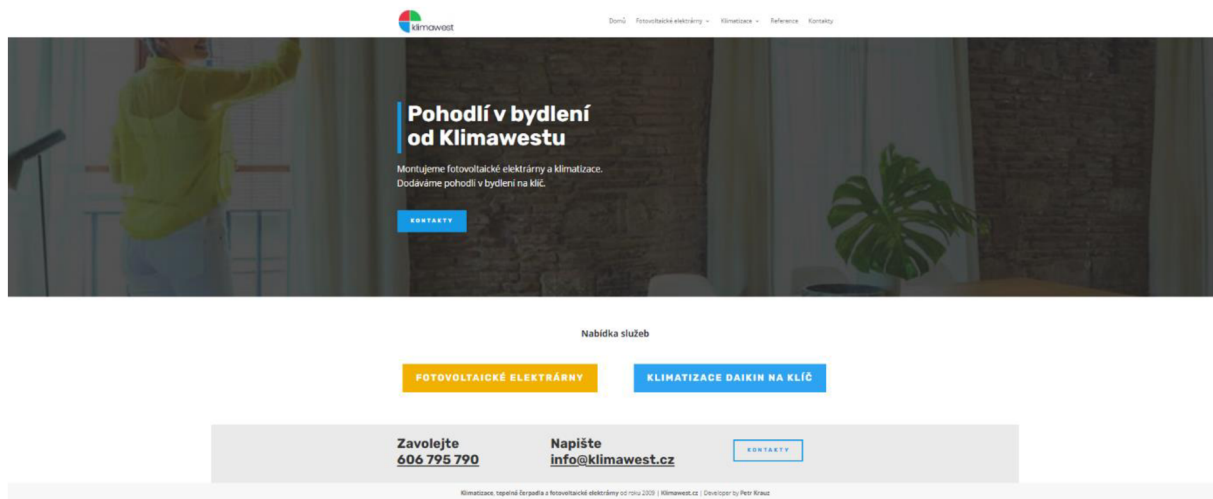 klimawest
Domů Fotovoltaické elektrárny Klimatizace Reference Kontakty
Pohodlí v bydlení
od Klimawestu
Montujeme fotovoltaické elektrárny a klimatizace.
Dodáváme pohodlí v bydlení na klíč.
KONTAKTY
Nabídka služeb
FOTOVOLTAICKÉ ELEKTRÁRNY
KLIMATIZACE DAIKIN NA KLÍČ
Zavolejte
606 795 790
Napište
info@klimawest.cz
KONTAKTY
Klimatizace, tepelná čerpadla a fotovoltaické elektrárny od roku 2009 | Klimawest.cz | Developer by Petr Krauz